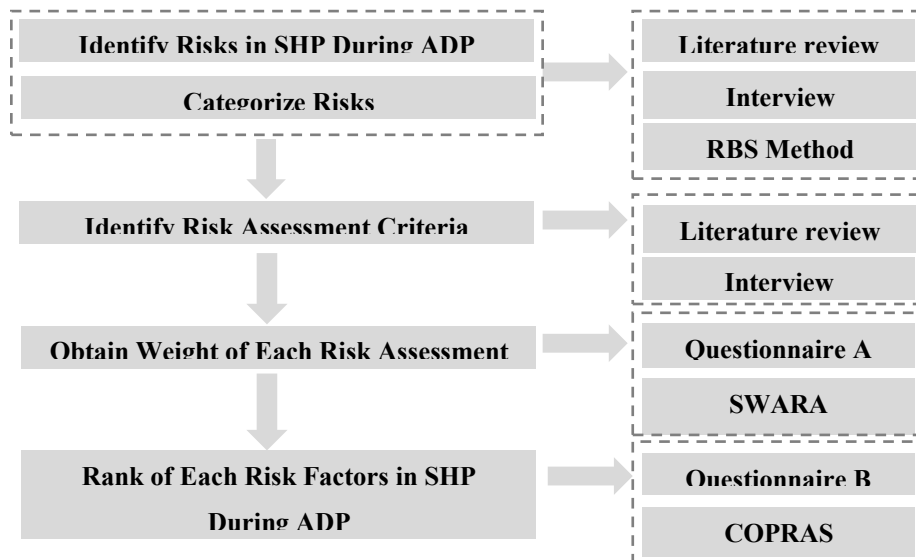 Identify Risks in SHP During ADP
Categorize Risks
Literature review
Interview
RBS Method
Identify Risk Assessment Criteria
Literature review
Interview
Obtain Weight of Each Risk Assessment
Questionnaire A
SWARA
Rank of Each Risk Factors in SHP
During ADP
Questionnaire B
COPRAS